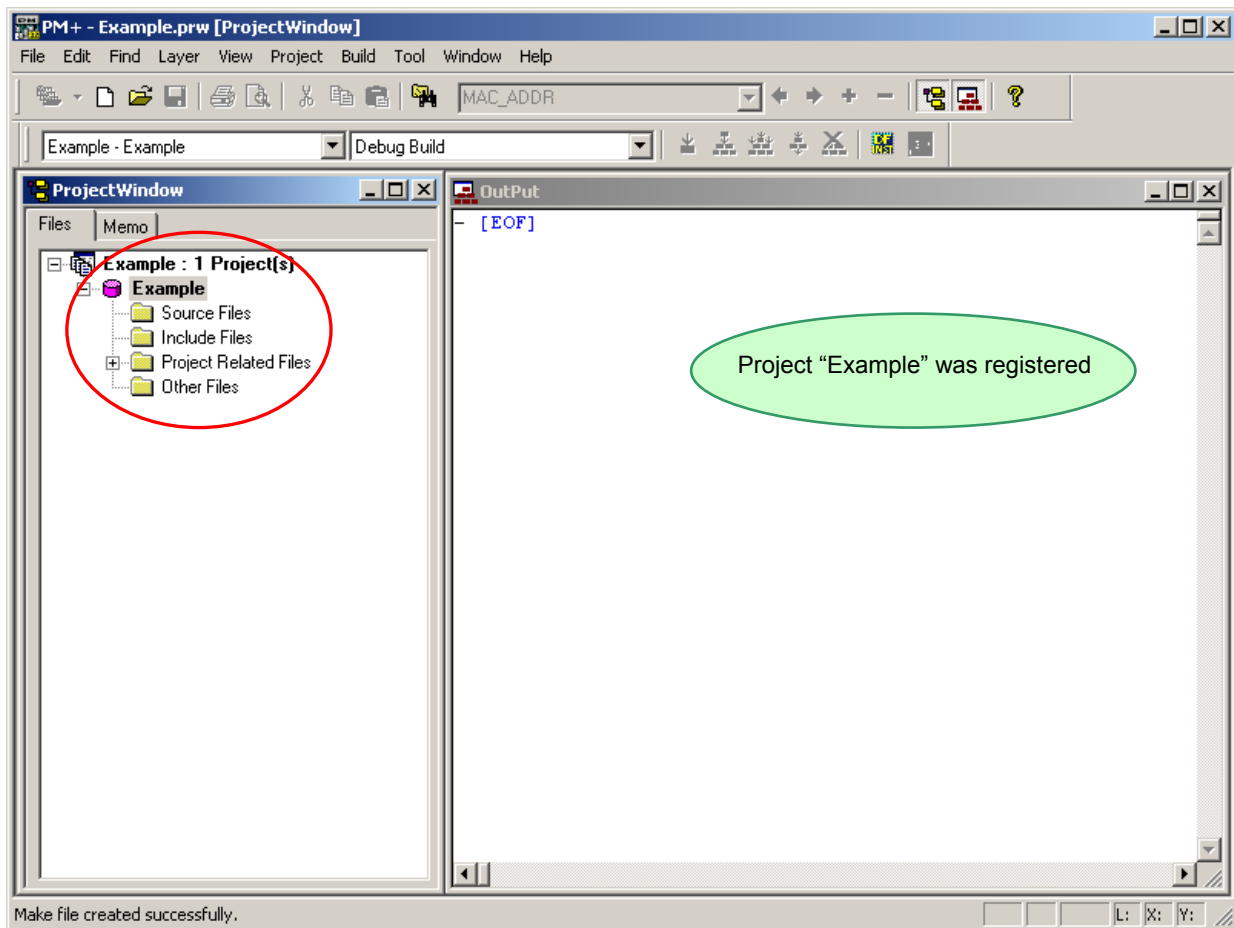 PM+ - Example.prw [ProjectWindow]
File Edit Find Layer View Project Build Tool Window Help
MAC_ADDR
Example - Example
Debug Build
ProjectWindow
OutPut
Files Memo
[EOF]
Example : 1 Project(s)
Example
Source Files
Include Files
Project Related Files
Other Files
Project “Example” was registered
Make file created successfully.
L: X: Y: